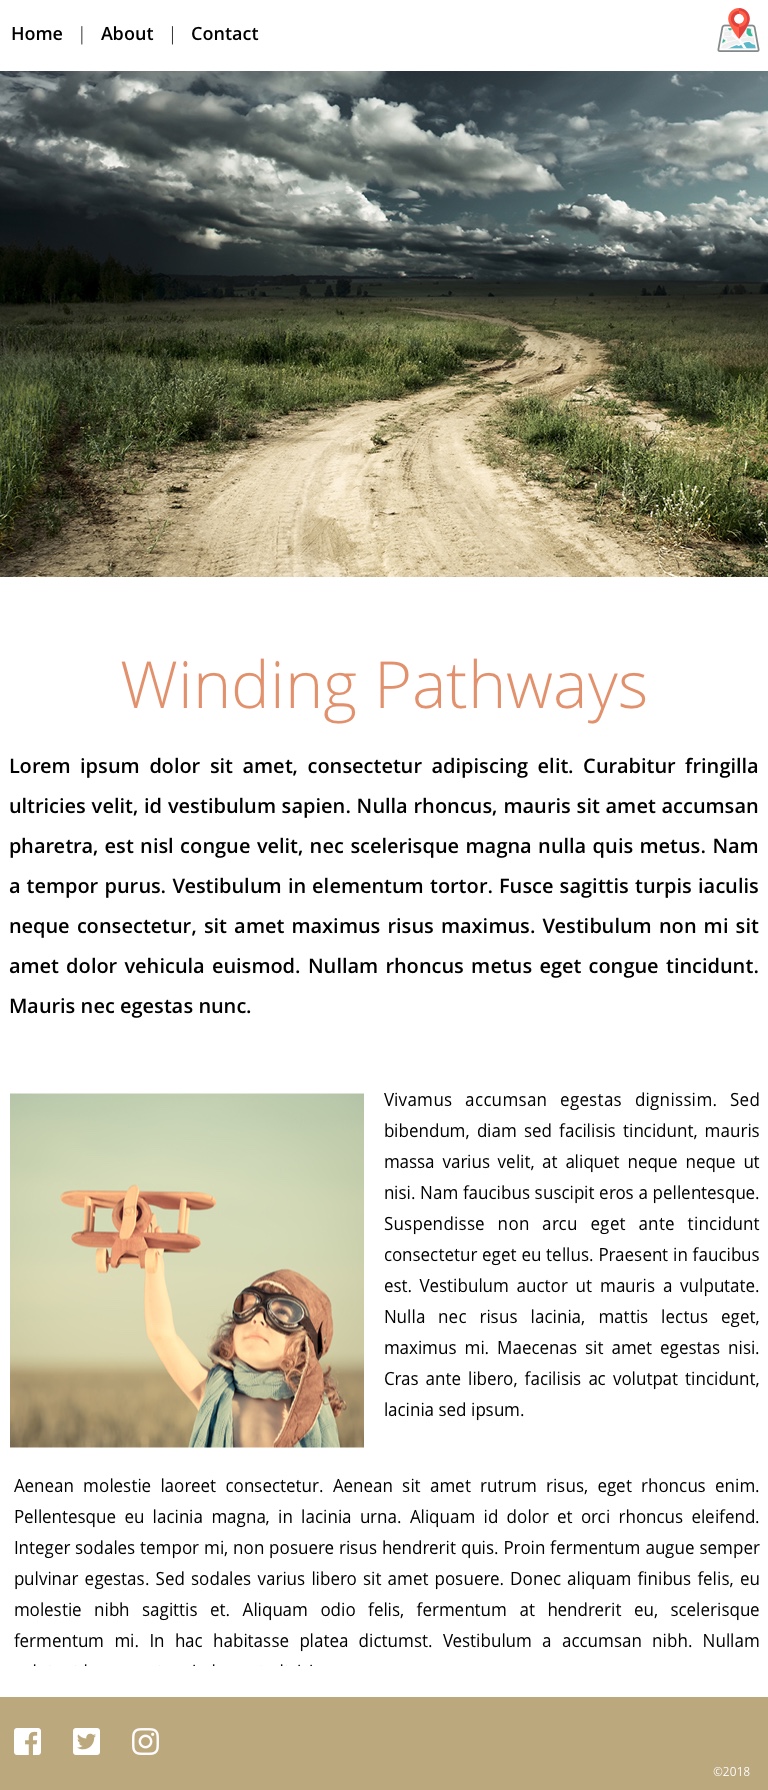 Home | About | Contact
Winding Pathways
Lorem ipsum dolor sit amet, consectetur adipiscing elit. Curabitur fringilla
ultricies velit, id vestibulum sapien. Nulla rhoncus, mauris sit amet accumsan
pharetra, est nisl congue velit, nec scelerisque magna nulla quis metus. Nam
a tempor purus. Vestibulum in elementum tortor. Fusce sagittis turpis iaculis
neque consectetur, sit amet maximus risus maximus. Vestibulum non mi sit
amet dolor vehicula euismod. Nullam rhoncus metus eget congue tincidunt.
Mauris nec egestas nunc.
Vivamus accumsan egestas dignissim. Sed
bibendum, diam sed facilisis tincidunt, mauris
massa varius velit, at aliquet neque neque ut
nisi. Nam faucibus suscipit eros a pellentesque.
Suspendisse non arcu eget ante tincidunt
consectetur eget eu tellus. Praesent in faucibus
est. Vestibulum auctor ut mauris a vulputate.
Nulla nec risus lacinia, mattis lectus eget,
maximus mi. Maecenas sit amet egestas nisi.
Cras ante libero, facilisis ac volutpat tincidunt,
lacinia sed ipsum.
Aenean molestie laoreet consectetur. Aenean sit amet rutrum risus, eget rhoncus enim.
Pellentesque eu lacinia magna, in lacinia urna. Aliquam id dolor et orci rhoncus eleifend.
Integer sodales tempor mi, non posuere risus hendrerit quis. Proin fermentum augue semper
pulvinar egestas. Sed sodales varius libero sit amet posuere. Donec aliquam finibus felis, eu
molestie nibh sagittis et. Aliquam odio felis, fermentum at hendrerit eu, scelerisque
fermentum mi. In hac habitasse platea dictumst. Vestibulum a accumsan nibh. Nullam
©2018